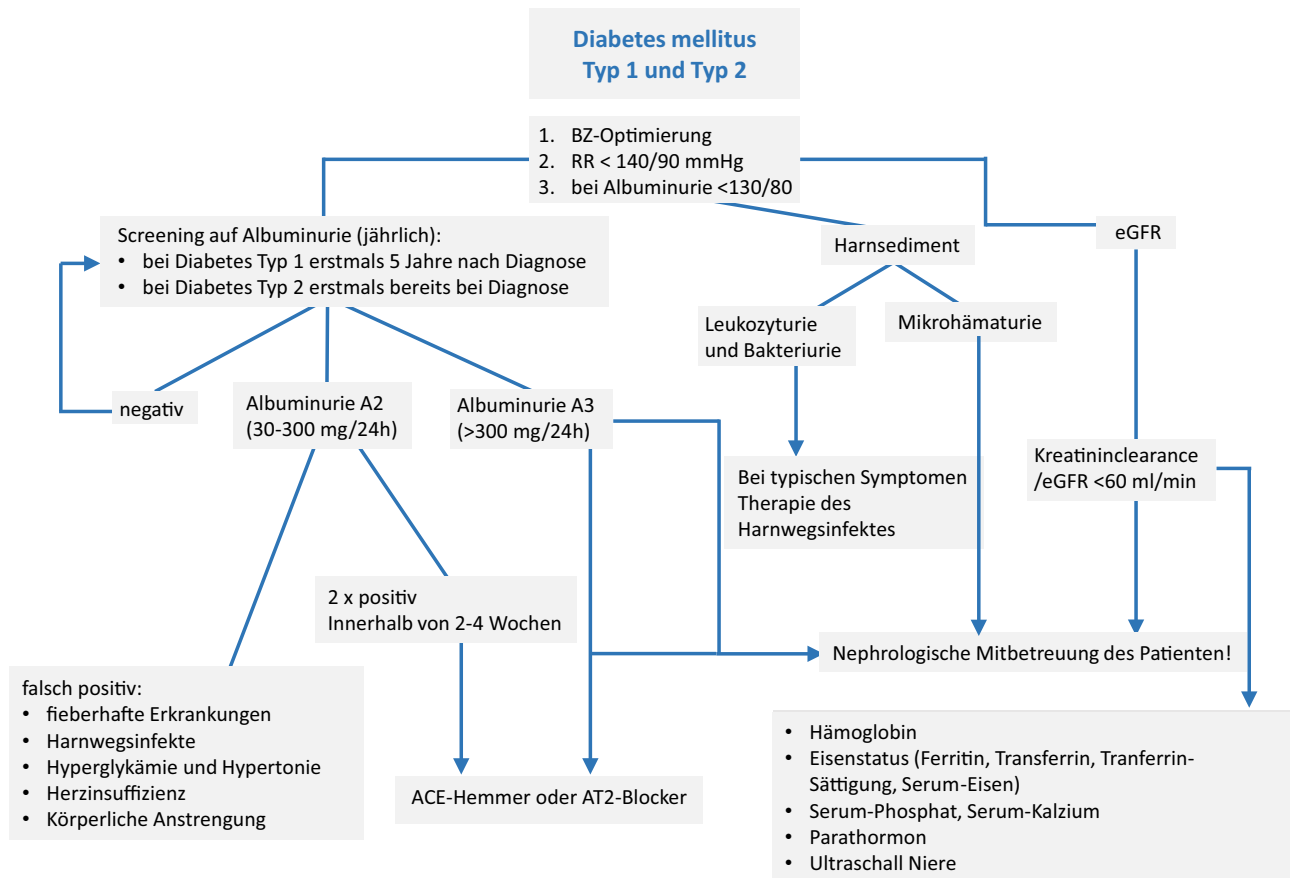 Diabetes mellitus
Typ 1 und Typ 2
1. BZ-Optimierung
2. RR < 140/90 mmHg
3. bei Albuminurie <130/80
Screening auf Albuminurie (jährlich):
• bei Diabetes Typ 1 erstmals 5 Jahre nach Diagnose
• bei Diabetes Typ 2 erstmals bereits bei Diagnose
Harnsediment
eGFR
Leukozyturie
und Bakteriurie
Mikrohämaturie
negativ
Albuminurie A2
(30-300 mg/24h)
Albuminurie A3
(>300 mg/24h)
Bei typischen Symptomen
Therapie des
Harnwegsinfektes
Kreatininclearance
/eGFR <60 ml/min
2 x positiv
Innerhalb von 2-4 Wochen
Nephrologische Mitbetreuung des Patienten!
falsch positiv:
• fieberhafte Erkrankungen
• Harnwegsinfekte
• Hyperglykämie und Hypertonie
• Herzinsuffizienz
• Körperliche Anstrengung
ACE-Hemmer oder AT2-Blocker
• Hämoglobin
• Eisenstatus (Ferritin, Transferrin, Tranferrin-
Sättigung, Serum-Eisen)
• Serum-Phosphat, Serum-Kalzium
• Parathormon
• Ultraschall Niere